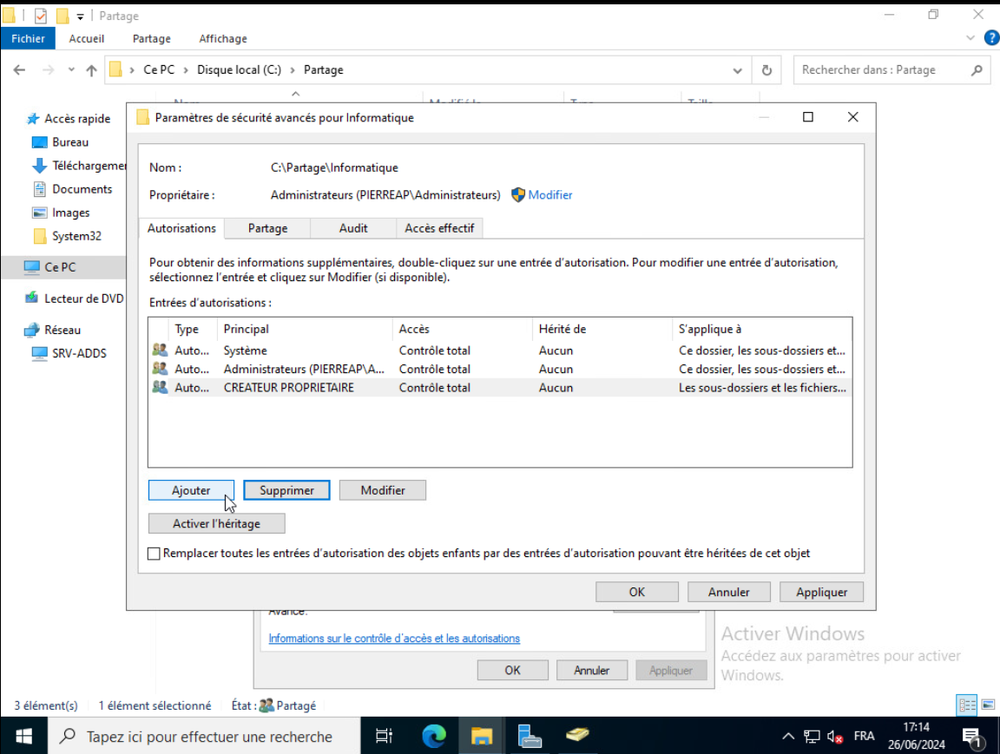 Partage
Fichier Accueil Partage Affichage
Ce PC > Disque local (C:) > Partage
Rechercher dans : Partage
Accès rapide
Bureau
Téléchargemen
Documents
Images
System32
Ce PC
Lecteur de DVD
Réseau
SRV-ADDS
Paramètres de sécurité avancés pour Informatique
Nom : C:\Partage\Informatique
Propriétaire : Administrateurs (PIERREAP\Administrateurs) Modifier
Autorisations Partage Audit Accès effectif
Pour obtenir des informations supplémentaires, double-cliquez sur une entrée d'autorisation. Pour modifier une entrée d'autorisation,
sélectionnez l'entrée et cliquez sur Modifier (si disponible).
Entrées d'autorisations :
Type Principal Accès Hérité de S'applique à
Auto... Système Contrôle total Aucun Ce dossier, les sous-dossiers et...
Auto... Administrateurs (PIERREAP\A... Contrôle total Aucun Ce dossier, les sous-dossiers et...
Auto... CREATEUR PROPRIETAIRE Contrôle total Aucun Les sous-dossiers et les fichiers...
Ajouter Supprimer Modifier
Activer l'héritage
Remplacer toutes les entrées d'autorisation des objets enfants par des entrées d'autorisation pouvant être héritées de cet objet
OK Annuler Appliquer
Avancé.
Informations sur le contrôle d'accès et les autorisations
OK Annuler Appliquer
Activer Windows
Accédez aux paramètres pour activer
Windows.
3 élément(s) 1 élément sélectionné État : Partagé
Tapez ici pour effectuer une recherche
FRA
17:14
26/06/2024
1